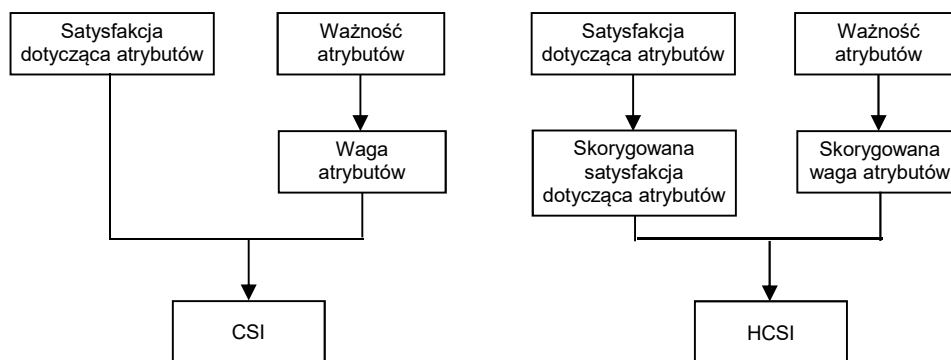 Satysfakcja
dotycząca atrybutów
Ważność
atrybutów
Waga
atrybutów
CSI
Satysfakcja
dotycząca atrybutów
Ważność
atrybutów
Skorygowana
satysfakcja
dotycząca atrybutów
Skorygowana
waga atrybutów
HCSI